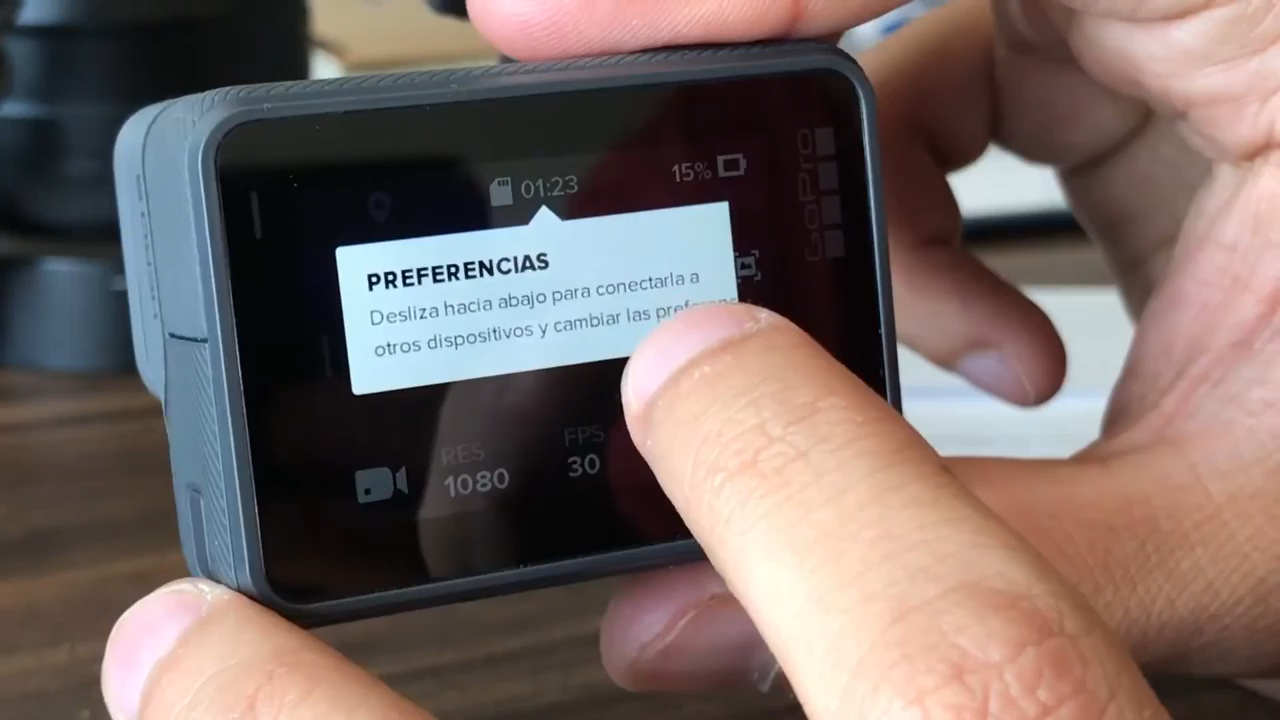 01:23
15%
GoPro
PREFERENCIAS
Desliza hacia abajo para conectarla a
otros dispositivos y cambiar las
RES
1080
FPS
30